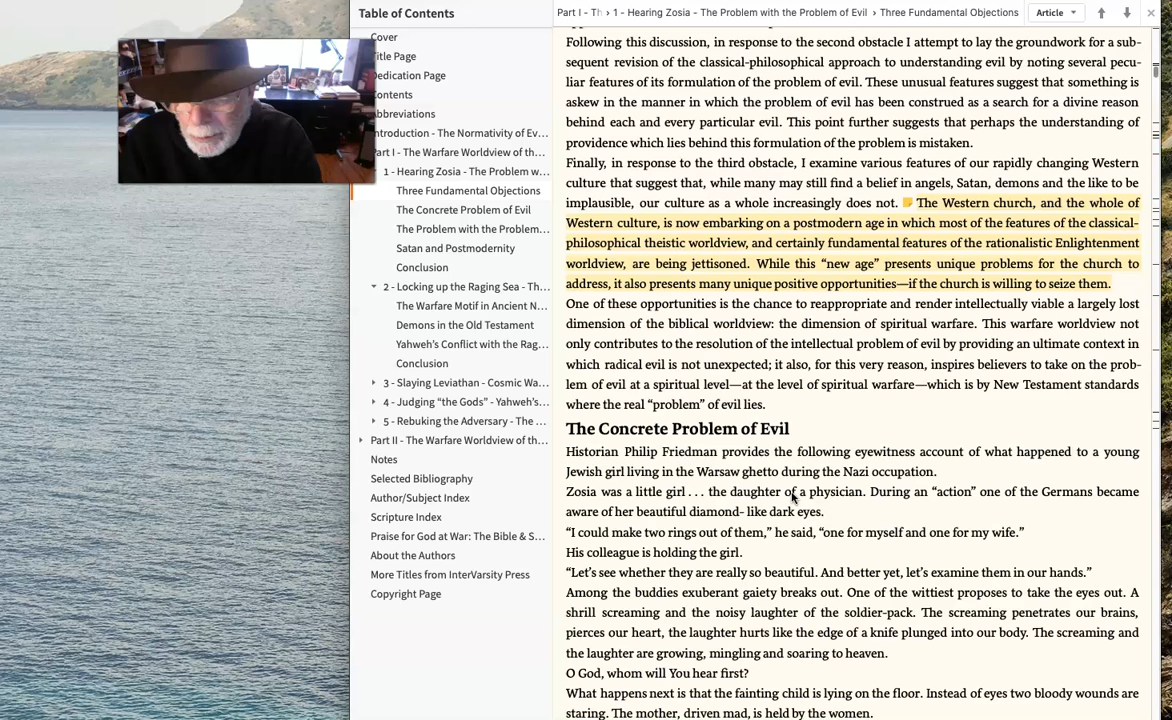 Table of Contents
Part I - Th › 1 - Hearing Zosia - The Problem with the Problem of Evil › Three Fundamental Objections
Article
Cover
Title Page
Dedication Page
Contents
Abbreviations
Introduction - The Normativity of Ev…
Part I - The Warfare Worldview of th…
1 - Hearing Zosia - The Problem w…
Three Fundamental Objections
The Concrete Problem of Evil
The Problem with the Problem…
Satan and Postmodernity
Conclusion
2 - Locking up the Raging Sea - Th…
The Warfare Motif in Ancient N…
Demons in the Old Testament
Yahweh’s Conflict with the Rag…
Conclusion
3 - Slaying Leviathan - Cosmic Wa…
4 - Judging “the Gods” - Yahweh’s…
5 - Rebuking the Adversary - The …
Part II - The Warfare Worldview of th…
Notes
Selected Bibliography
Author/Subject Index
Scripture Index
Praise for God at War: The Bible & S…
About the Authors
More Titles from InterVarsity Press
Copyright Page
Following this discussion, in response to the second obstacle I attempt to lay the groundwork for a sub-
sequent revision of the classical-philosophical approach to understanding evil by noting several pecu-
liar features of its formulation of the problem of evil. These unusual features suggest that something is
askew in the manner in which the problem of evil has been construed as a search for a divine reason
behind each and every particular evil. This point further suggests that perhaps the understanding of
providence which lies behind this formulation of the problem is mistaken.
Finally, in response to the third obstacle, I examine various features of our rapidly changing Western
culture that suggest that, while many may still find a belief in angels, Satan, demons and the like to be
implausible, our culture as a whole increasingly does not. The Western church, and the whole of
Western culture, is now embarking on a postmodern age in which most of the features of the classical-
philosophical theistic worldview, and certainly fundamental features of the rationalistic Enlightenment
worldview, are being jettisoned. While this “new age” presents unique problems for the church to
address, it also presents many unique positive opportunities—if the church is willing to seize them.
One of these opportunities is the chance to reappropriate and render intellectually viable a largely lost
dimension of the biblical worldview: the dimension of spiritual warfare. This warfare worldview not
only contributes to the resolution of the intellectual problem of evil by providing an ultimate context in
which radical evil is not unexpected; it also, for this very reason, inspires believers to take on the prob-
lem of evil at a spiritual level—at the level of spiritual warfare—which is by New Testament standards
where the real “problem” of evil lies.
The Concrete Problem of Evil
Historian Philip Friedman provides the following eyewitness account of what happened to a young
Jewish girl living in the Warsaw ghetto during the Nazi occupation.
Zosia was a little girl . . . the daughter of a physician. During an “action” one of the Germans became
aware of her beautiful diamond- like dark eyes.
“I could make two rings out of them,” he said, “one for myself and one for my wife.”
His colleague is holding the girl.
“Let’s see whether they are really so beautiful. And better yet, let’s examine them in our hands.”
Among the buddies exuberant gaiety breaks out. One of the wittiest proposes to take the eyes out. A
shrill screaming and the noisy laughter of the soldier-pack. The screaming penetrates our brains,
pierces our heart, the laughter hurts like the edge of a knife plunged into our body. The screaming and
the laughter are growing, mingling and soaring to heaven.
O God, whom will You hear first?
What happens next is that the fainting child is lying on the floor. Instead of eyes two bloody wounds are
staring. The mother, driven mad, is held by the women.